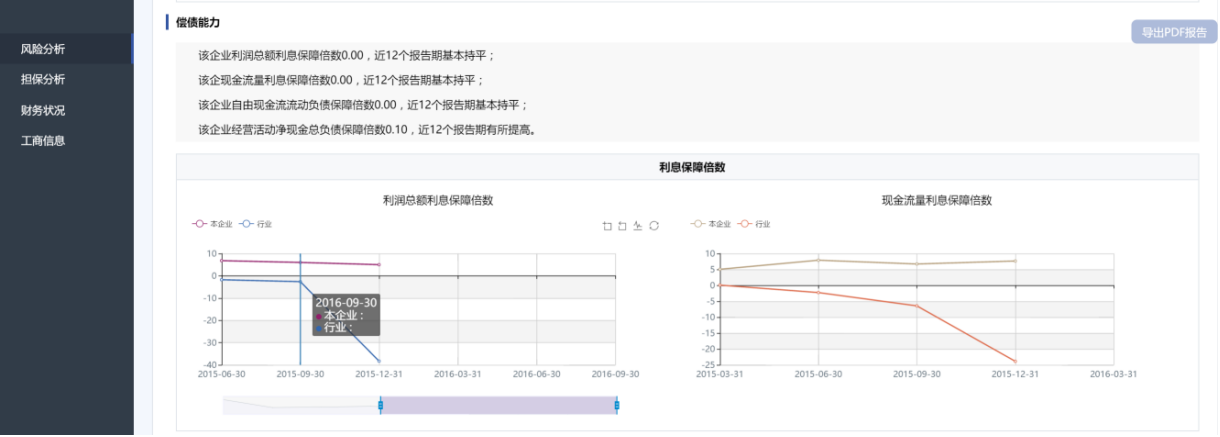 偿债能力
导出PDF报告
风险分析
担保分析
财务状况
工商信息
该企业利润总额利息保障倍数0.00，近12个报告期基本持平；
该企现金流量利息保障倍数0.00，近12个报告期基本持平；
该企业自由现金流流动负债保障倍数0.00，近12个报告期基本持平；
该企业经营活动净现金总负债保障倍数0.10，近12个报告期有所提高。
利息保障倍数
利润总额利息保障倍数
本企业 行业
10
0
-10
-20
-30
-40
2016-09-30
本企业：
行业：
2015-06-30 2015-09-30 2015-12-31 2016-03-31 2016-06-30 2016-09-30
现金流量利息保障倍数
本企业 行业
10
5
0
-5
-10
-15
-20
-25
2015-03-31 2015-06-30 2015-09-30 2015-12-31 2016-03-31